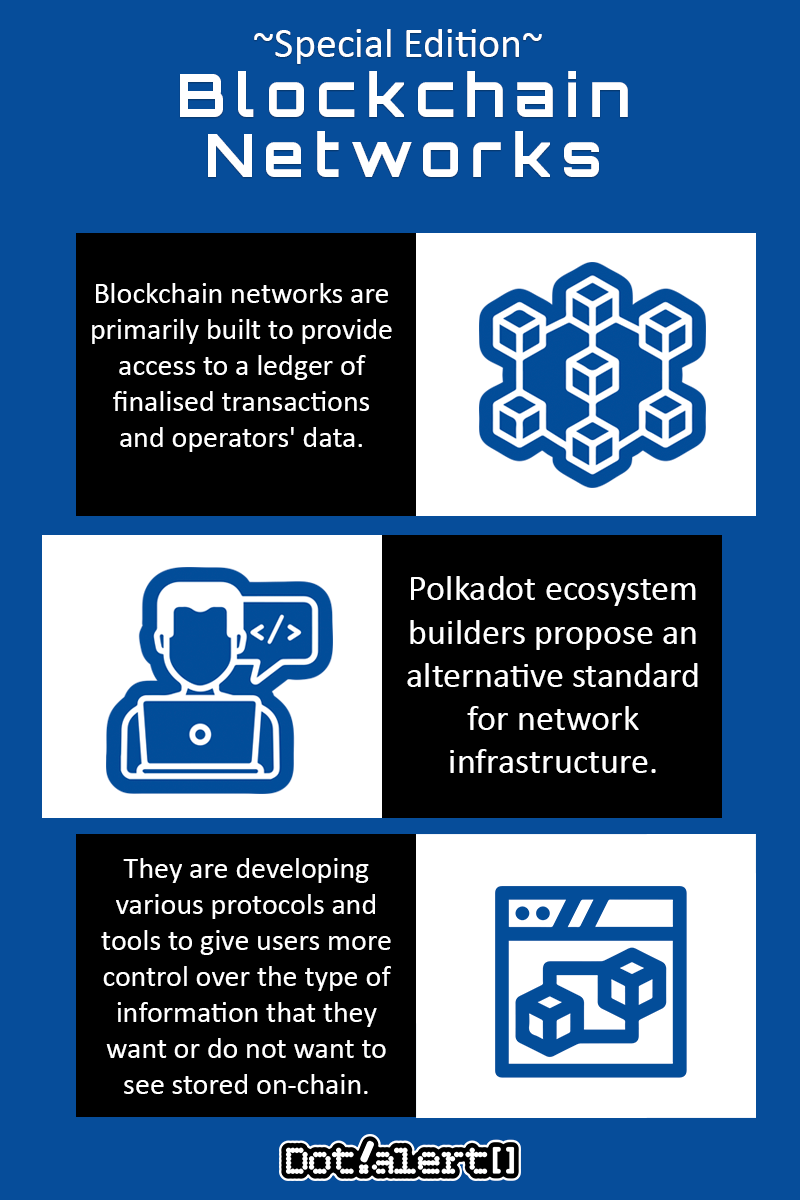 ~Special Edition~
Blockchain
Networks
Blockchain networks are
primarily built to provide
access to a ledger of
finalised transactions
and operators' data.
</>
Polkadot ecosystem
builders propose an
alternative standard
for network
infrastructure.
They are developing
various protocols and
tools to give users more
control over the type of
information that they
want or do not want to
see stored on-chain.
Dot!alert[]